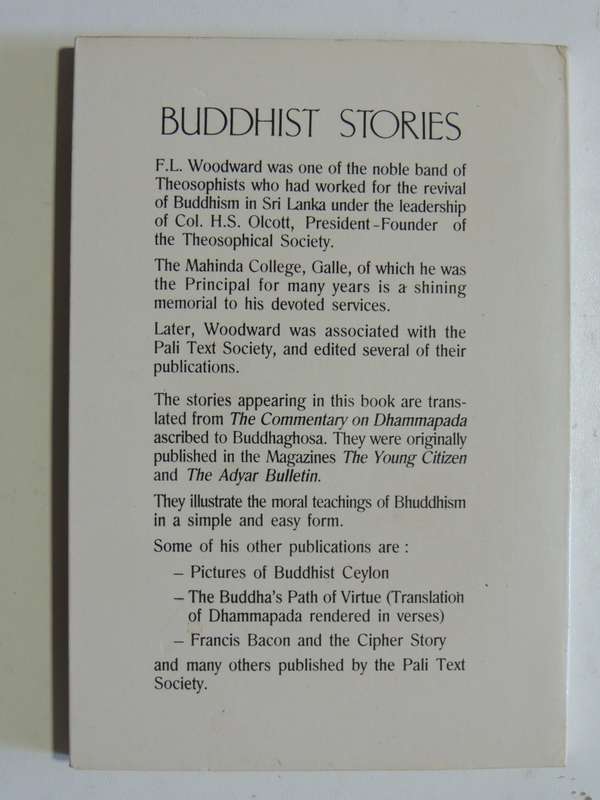 BUDDHIST STORIES
F.L. Woodward was one of the noble band of
Theosophists who had worked for the revival
of Buddhism in Sri Lanka under the leadership
of Col. H.S. Olcott, President-Founder of
the Theosophical Society.
The Mahinda College, Galle, of which he was
the Principal for many years is a shining
memorial to his devoted services.
Later, Woodward was associated with the
Pali Text Society, and edited several of their
publications.
The stories appearing in this book are trans-
lated from The Commentary on Dhammapada
ascribed to Buddhaghosa. They were originally
published in the Magazines The Young Citizen
and The Adyar Bulletin.
They illustrate the moral teachings of Bhuddhism
in a simple and easy form.
Some of his other publications are :
– Pictures of Buddhist Ceylon
– The Buddha's Path of Virtue (Translation
of Dhammapada rendered in verses)
– Francis Bacon and the Cipher Story
and many others published by the Pali Text
Society.